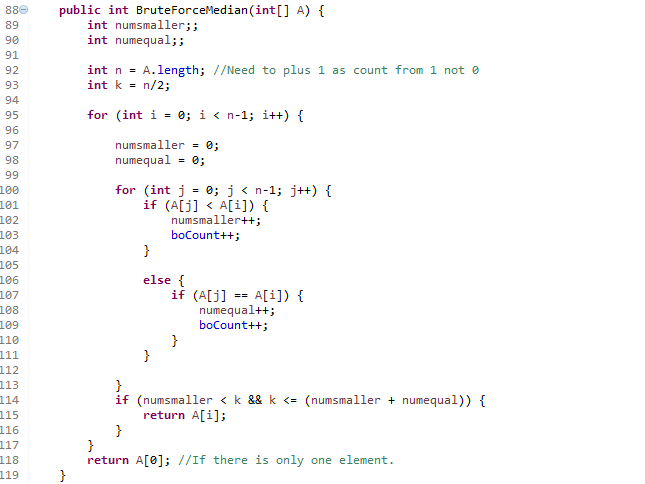 88 public int BruteForceMedian(int[] A) {
89 int numsmaller;;
90 int numequal;;
91
92 int n = A.length; //Need to plus 1 as count from 1 not 0
93 int k = n/2;
94
95 for (int i = 0; i < n-1; i++) {
96
97 numsmaller = 0;
98 numequal = 0;
99
100 for (int j = 0; j < n-1; j++) {
101 if (A[j] < A[i]) {
102 numsmaller++;
103 boCount++;
104 }
105
106 else {
107 if (A[j] == A[i]) {
108 numequal++;
109 boCount++;
110 }
111 }
112
113 }
114 if (numsmaller < k && k <= (numsmaller + numequal)) {
115 return A[i];
116 }
117 }
118 return A[0]; //If there is only one element.
119 }